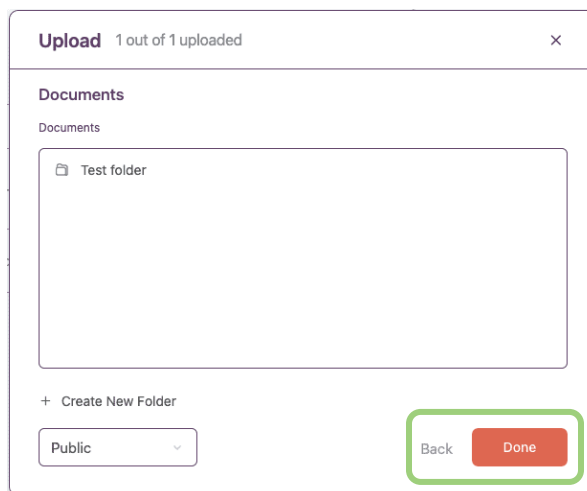 Upload 1 out of 1 uploaded
Documents
Documents
Test folder
+ Create New Folder
Public
Back Done